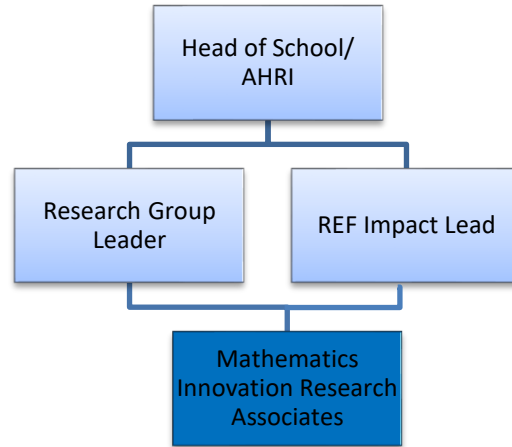 Head of School/
AHRI
Research Group
Leader
REF Impact Lead
Mathematics
Innovation Research
Associates